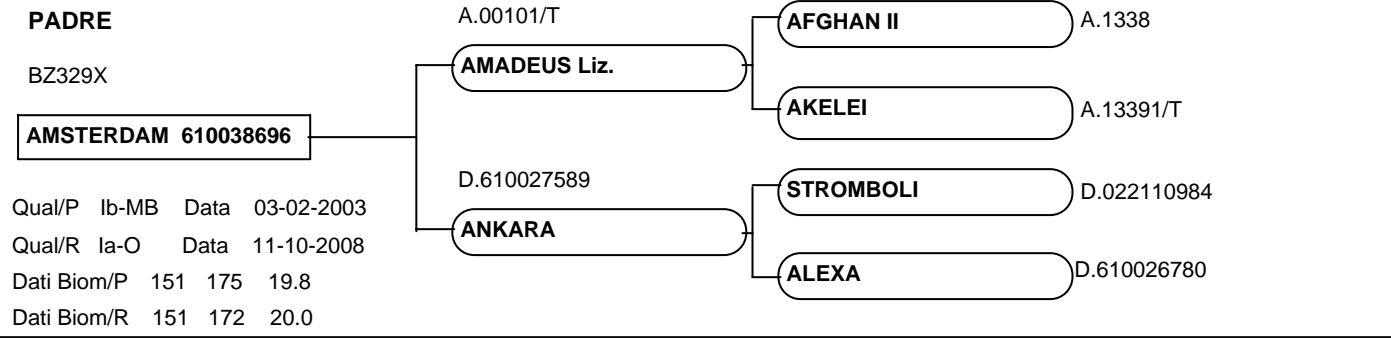 PADRE
BZ329X
AMSTERDAM 610038696
Qual/P Ib-MB Data 03-02-2003
Qual/R Ia-O Data 11-10-2008
Dati Biom/P 151 175 19.8
Dati Biom/R 151 172 20.0
A.00101/T
AMADEUS Liz.
D.610027589
ANKARA
AFGHAN II A.1338
AKELEI A.13391/T
STROMBOLI D.022110984
ALEXA D.610026780